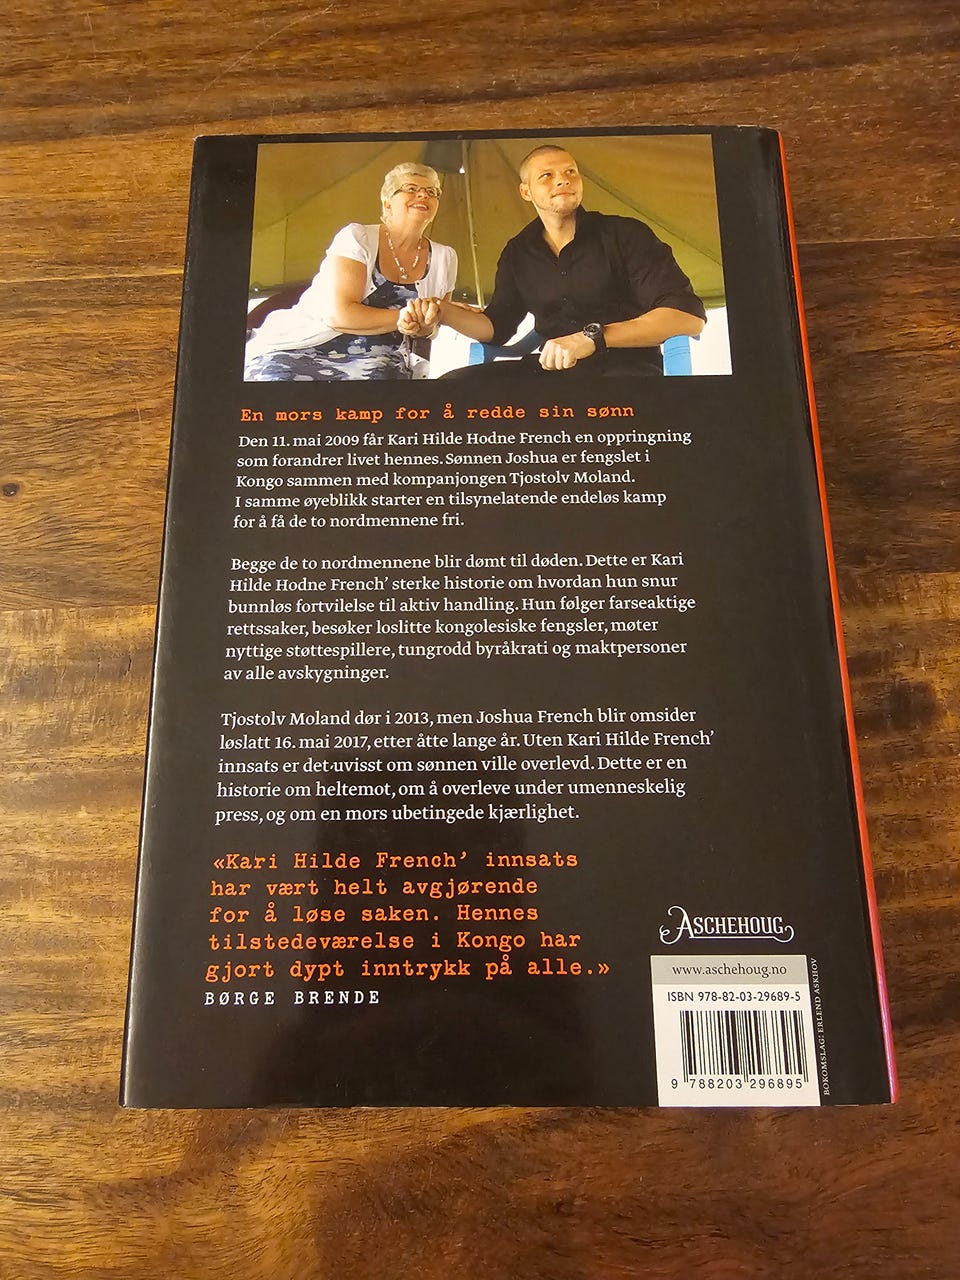 En mors kamp for å redde sin sønn
Den 11. mai 2009 får Kari Hilde Hodne French en oppringning
som forandrer livet hennes. Sønnen Joshua er fengslet i
Kongo sammen med kompanjongen Tjostolv Moland.
I samme øyeblikk starter en tilsynelatende endeløs kamp
for å få de to nordmennene fri.
Begge de to nordmennene blir dømt til døden. Dette er Kari
Hilde Hodne French’ sterke historie om hvordan hun snur
bunnløs fortvilelse til aktiv handling. Hun følger farseaktige
rettssaker, besøker loslitte kongolesiske fengsler, møter
nyttige støttespillere, tungrodd byråkrati og maktpersoner
av alle avskygninger.
Tjostolv Moland dør i 2013, men Joshua French blir omsider
løslatt 16. mai 2017, etter åtte lange år. Uten Kari Hilde French’
innsats er det uvisst om sønnen ville overlevd. Dette er en
historie om heltemot, om å overleve under umenneskelig
press, og om en mors ubetingede kjærlighet.
«Kari Hilde French’ innsats
har vært helt avgjørende
for å løse saken. Hennes
tilstedeværelse i Kongo har
gjort dypt inntrykk på alle.»
BØRGE BRENDE
ASCHEHOUG
www.aschehoug.no
ISBN 978-82-03-29689-5
9 788203 296895
BOKOMSLAG: ERLEND ASKHOV